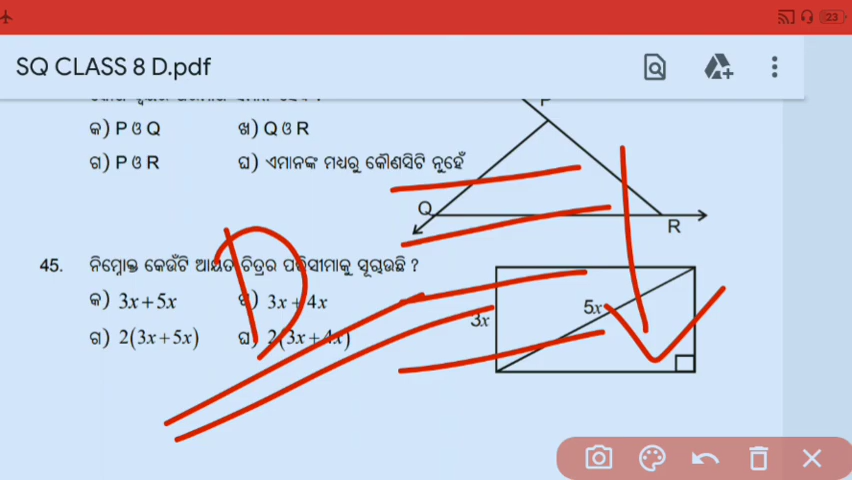 23
SQ CLASS 8 D.pdf
P
କ) P ଓ Q ଖ) Q ଓ R
ଗ) P ଓ R ଘ) ଏମାନଙ୍କ ମଧ୍ୟରୁ କୌଣସିଟି ନୁହେଁ
Q
R
45. ନିମ୍ନୋକ୍ତ କେଉଁଟି ଆୟତ ଚିତ୍ରର ପରିସୀମାକୁ ସୂଚାଉଛି ?
କ) 3x+5x ଖ) 3x+4x
5x
3x
ଗ) 2(3x+5x) ଘ) 2(3x+4x)
D